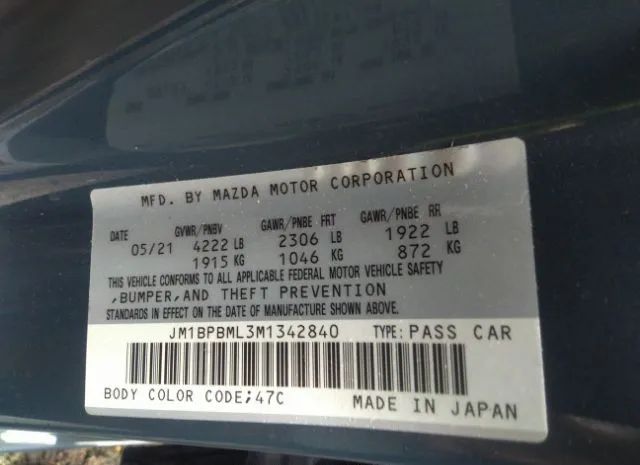 MFD. BY MAZDA MOTOR CORPORATION
DATE GVWR/PNBV GAWR/PNBE FRT GAWR/PNBE RR
05/21 4222 LB 2306 LB 1922 LB
1915 KG 1046 KG 872 KG
THIS VEHICLE CONFORMS TO ALL APPLICABLE FEDERAL MOTOR VEHICLE SAFETY
,BUMPER,AND THEFT PREVENTION
STANDARDS IN EFFECT ON THE DATE OF MANUFACTURE SHOWN ABOVE.
JM1BPBML3M1342840 TYPE: PASS CAR
BODY COLOR CODE;47C MADE IN JAPAN